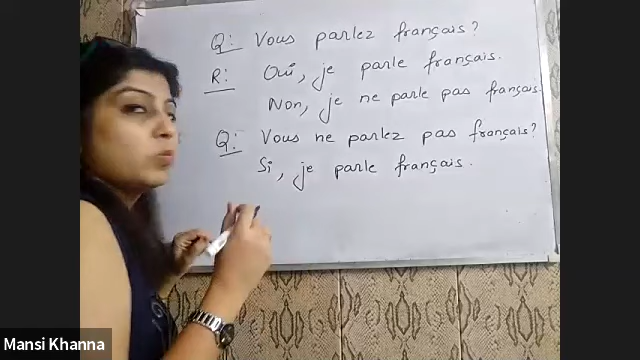 Q: Vous parlez français?
R: Oui, je parle français.
Non, je ne parle pas français.
Q: Vous ne parlez pas français?
Si, je parle français.
Mansi Khanna